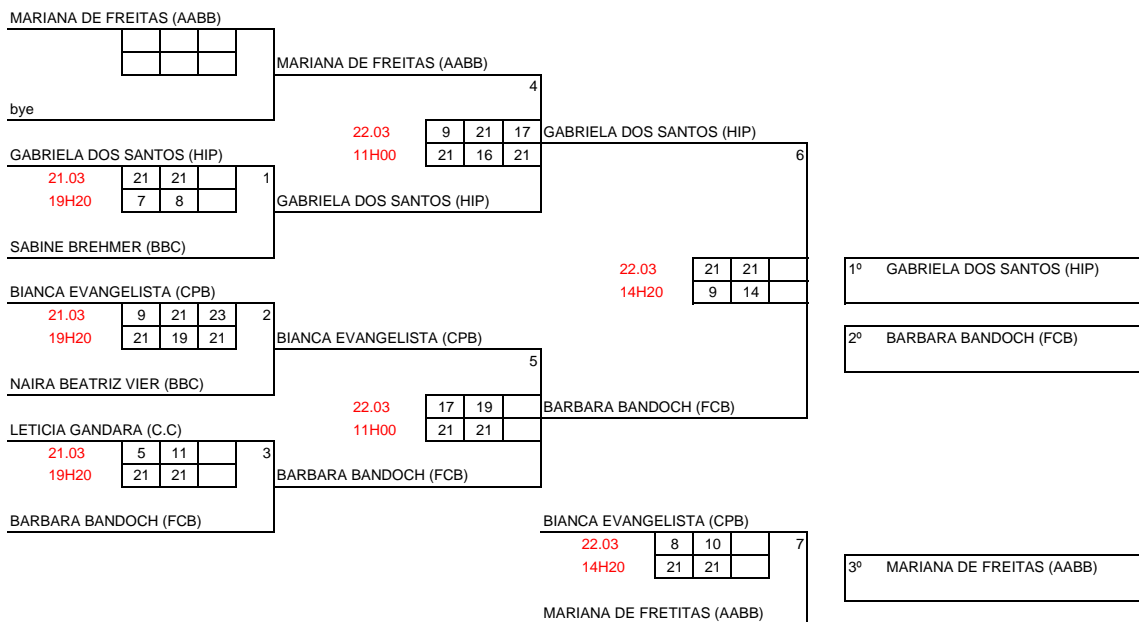 MARIANA DE FREITAS (AABB)
MARIANA DE FREITAS (AABB)
4
bye
22.03 9 21 17 GABRIELA DOS SANTOS (HIP)
GABRIELA DOS SANTOS (HIP) 11H00 21 16 21 6
21.03 21 21 1
19H20 7 8 GABRIELA DOS SANTOS (HIP)
SABINE BREHMER (BBC)
22.03 21 21 1º GABRIELA DOS SANTOS (HIP)
BIANCA EVANGELISTA (CPB) 14H20 9 14
21.03 9 21 23 2
19H20 21 19 21 BIANCA EVANGELISTA (CPB) 2º BARBARA BANDOCH (FCB)
5
NAIRA BEATRIZ VIER (BBC)
22.03 17 19 BARBARA BANDOCH (FCB)
LETICIA GANDARA (C.C) 11H00 21 21
21.03 5 11 3
19H20 21 21 BARBARA BANDOCH (FCB)
BARBARA BANDOCH (FCB) BIANCA EVANGELISTA (CPB)
22.03 8 10 7
14H20 21 21 3º MARIANA DE FREITAS (AABB)
MARIANA DE FRETITAS (AABB)